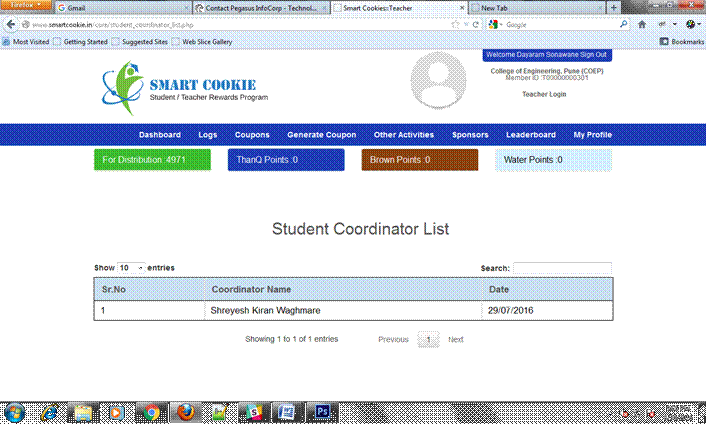 Firefox
Gmail
Contact Pegasus InfoCorp - Technol...
Smart Cookies::Teacher
New Tab
www.smartcookie.in/core/student_coordinator_list.php
Google
Most Visited
Getting Started
Suggested Sites
Web Slice Gallery
Bookmarks
Welcome Dayaram Sonawane Sign Out
SMART COOKIE
Student / Teacher Rewards Program
College of Engineering, Pune (COEP)
Member ID :T00000000301
Teacher Login
Dashboard Logs Coupons Generate Coupon Other Activities Sponsors Leaderboard My Profile
For Distribution :4971
ThanQ Points :0
Brown Points :0
Water Points :0
Student Coordinator List
Show 10 entries
Search:
Sr.No Coordinator Name Date
1 Shreyesh Kiran Waghmare 29/07/2016
Showing 1 to 1 of 1 entries
Previous 1 Next